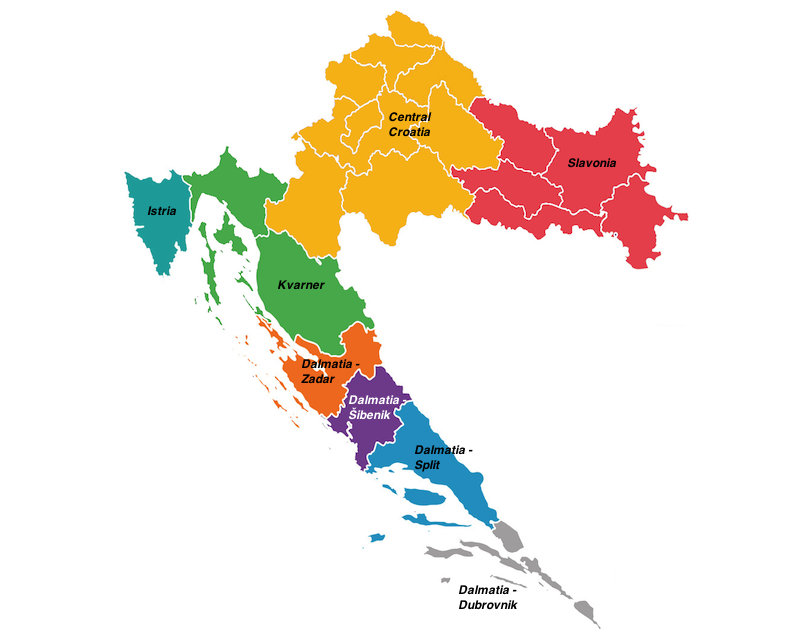 Central
Croatia
Slavonia
Istria
Kvarner
Dalmatia -
Zadar
Dalmatia -
Šibenik
Dalmatia -
Split
Dalmatia -
Dubrovnik